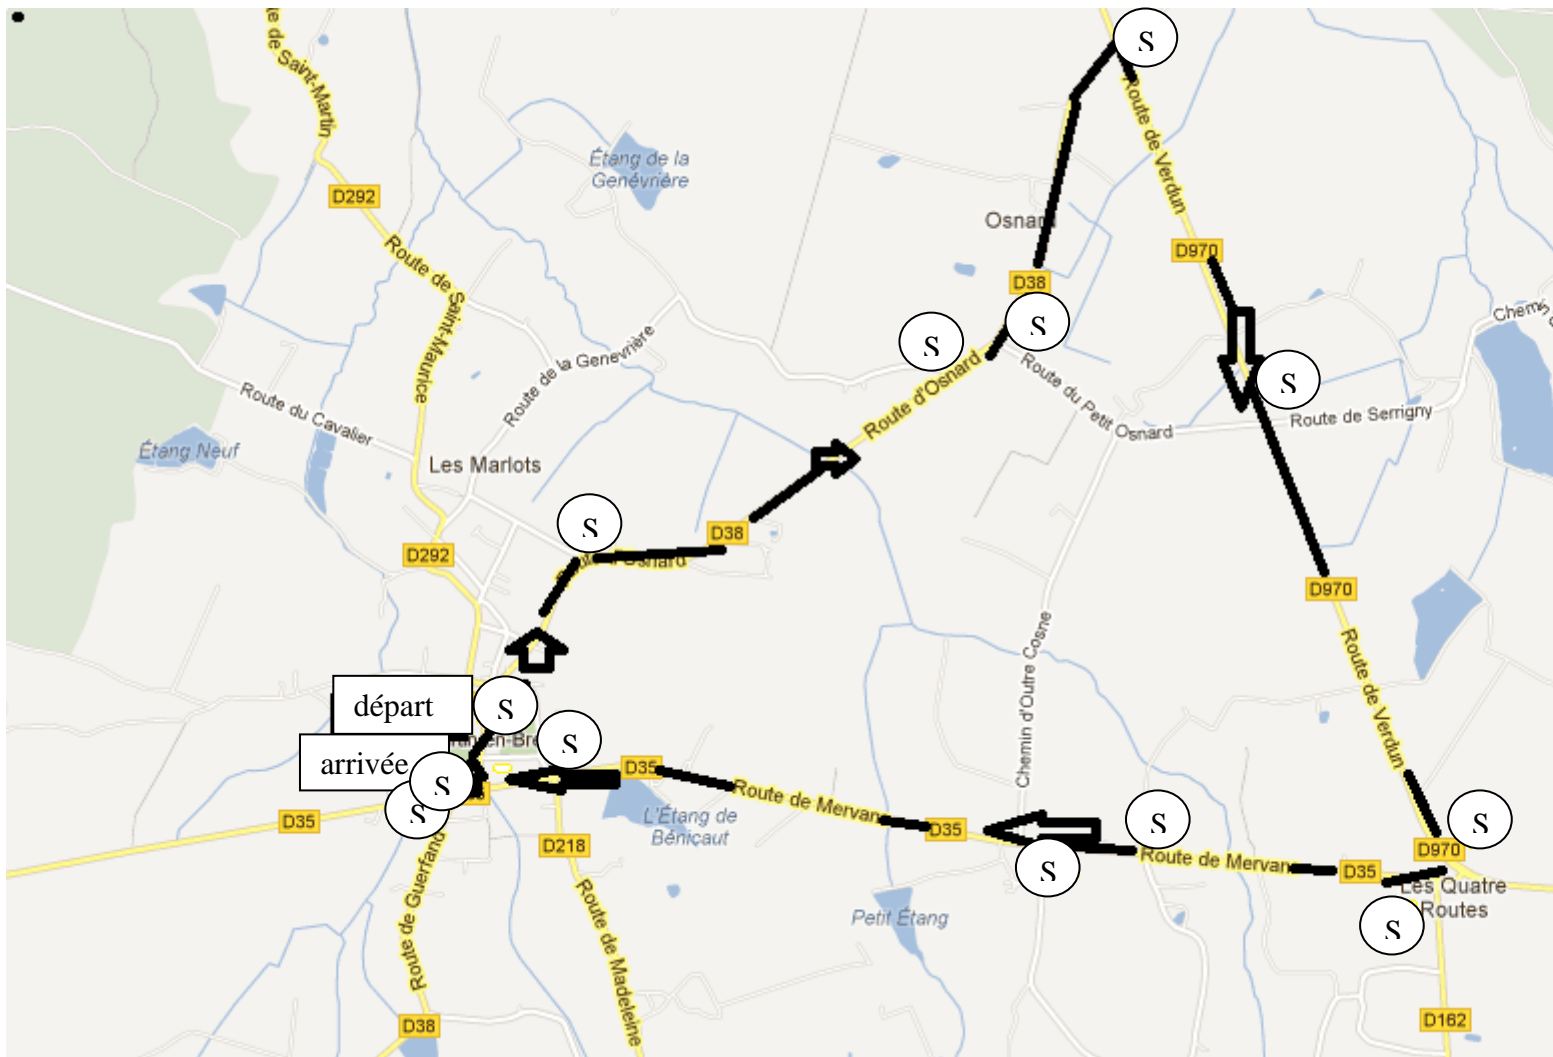 S
te de Saint-Martin
Route de Verdun
Étang de la
Genévrière
D292
Osnard
Route de Saint-Maurice
D970
D38
S
S
Chemin
Route de la Genevrière
S
Route d'Osnard
Route du Petit Osnard
Route de Serrigny
Route du Cavalier
Étang Neuf
Les Marlots
S
D38
D292
Route d'Osnard
D970
Chemin d'Outre Cosne
Route de Verdun
départ
S
S
arrivée
S
S
D35
Route de Mervan
L'Étang de
Béniçaut
D35
D35
D218
S
S
S
Route de Mervan
D35
D970
Les Quatre
Routes
S
Petit Étang
Route de Guerfand
Route de Madeleine
D38
D162